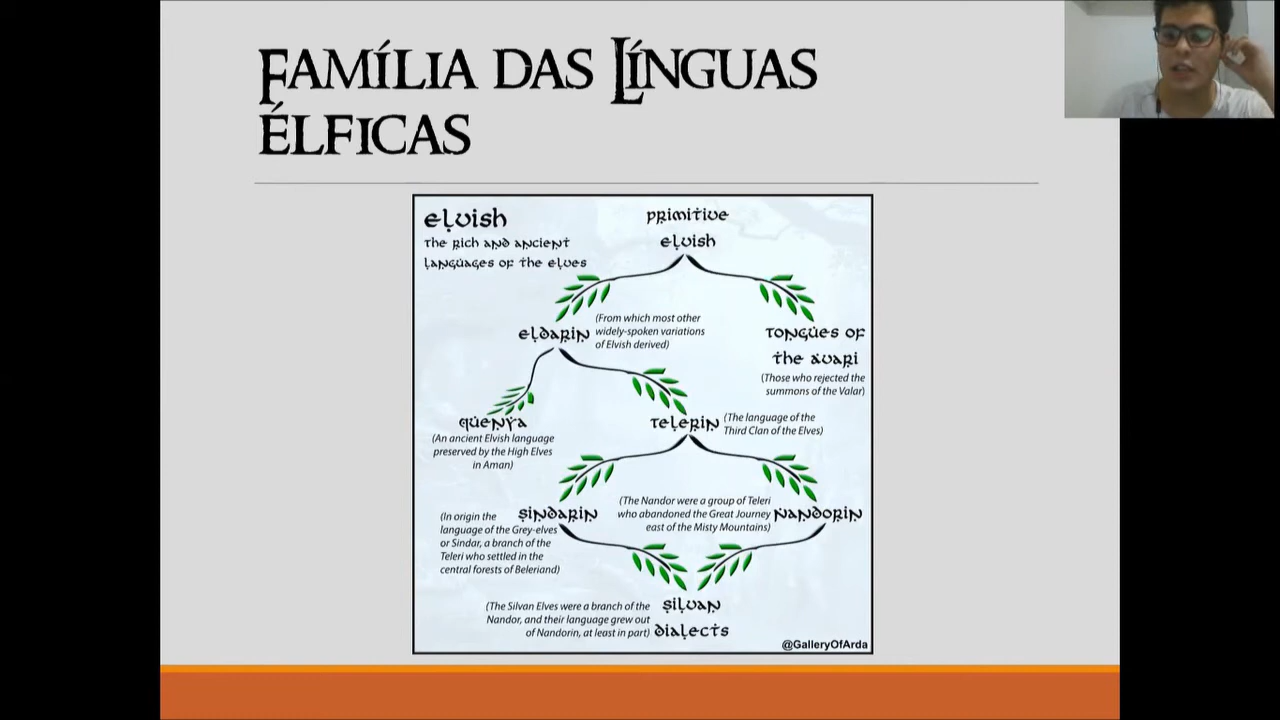 Família das Línguas
Élficas
elvish
the rich and ancient
languages of the elves
primitive
elvish
eldarin
(From which most other
widely-spoken variations
of Elvish derived)
tongues of
the avari
(Those who rejected the
summons of the Valar)
quenya
(An ancient Elvish language
preserved by the High Elves
in Aman)
telerin
(The language of the
Third Clan of the Elves)
sindarin
(In origin the
language of the Grey-elves
or Sindar, a branch of the
Teleri who settled in the
central forests of Beleriand)
(The Nandor were a group of Teleri
who abandoned the Great Journey
east of the Misty Mountains)
nandorin
(The Silvan Elves were a branch of the
Nandor, and their language grew out
of Nandorin, at least in part)
silvan
dialects
@GalleryOfArda